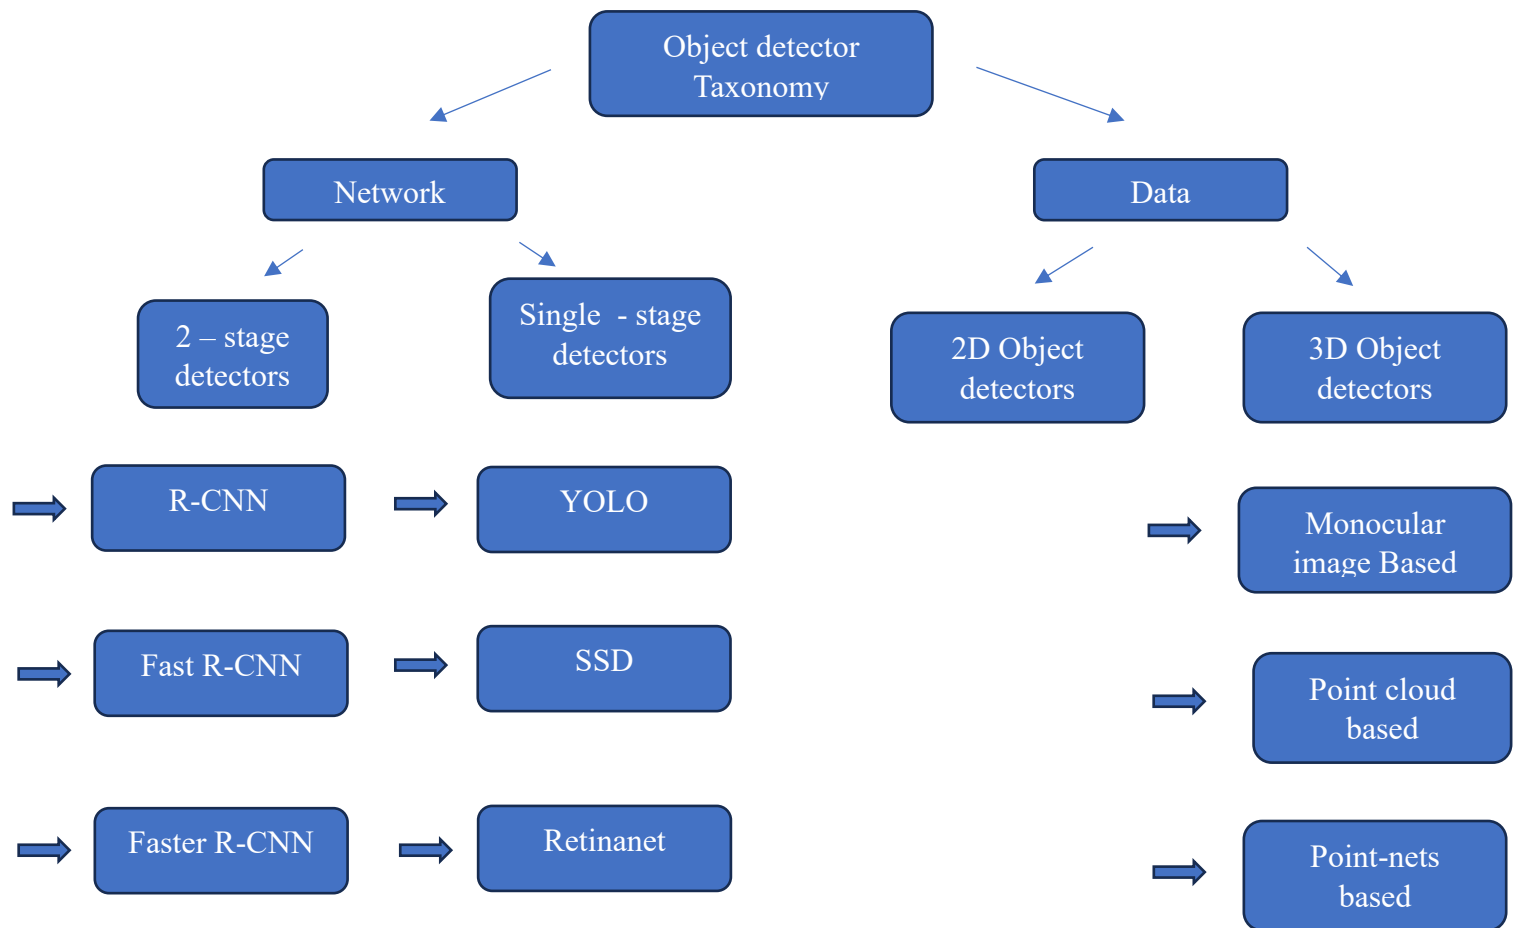 Object detector
Taxonomy
Network
Data
2 – stage
detectors
Single  - stage
detectors
2D Object
detectors
3D Object
detectors
R-CNN
YOLO
Monocular
image Based
Fast R-CNN
SSD
Point cloud
based
Faster R-CNN
Retinanet
Point-nets
based